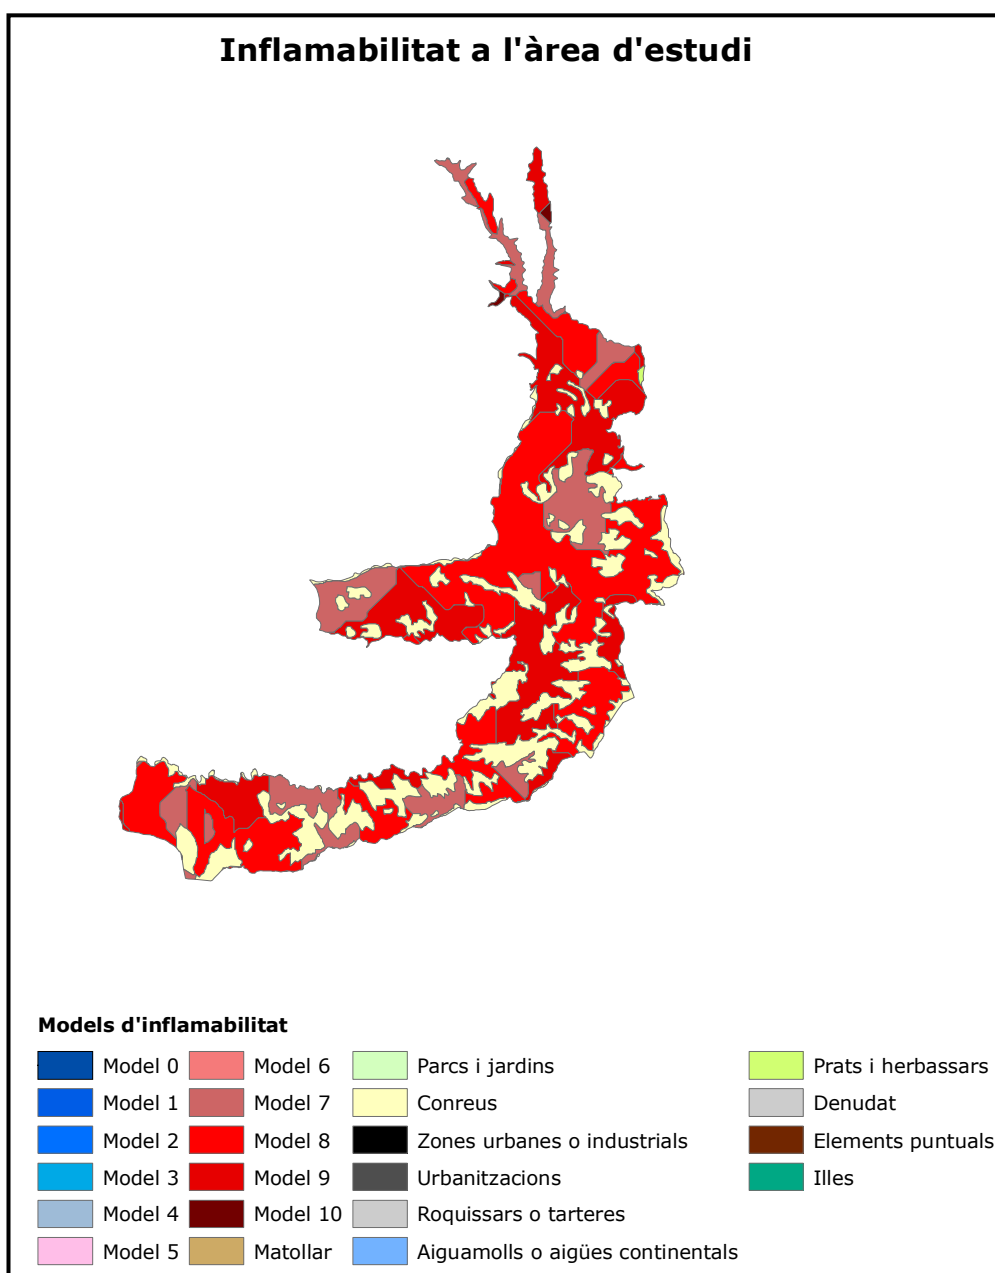 Inflamabilitat a l'àrea d'estudi
Models d'inflamabilitat
Model 0
Model 1
Model 2
Model 3
Model 4
Model 5
Model 6
Model 7
Model 8
Model 9
Model 10
Matollar
Parcs i jardins
Conreus
Zones urbanes o industrials
Urbanitzacions
Roquissars o tarteres
Aiguamolls o aigües continentals
Prats i herbassars
Denudat
Elements puntuals
Illes